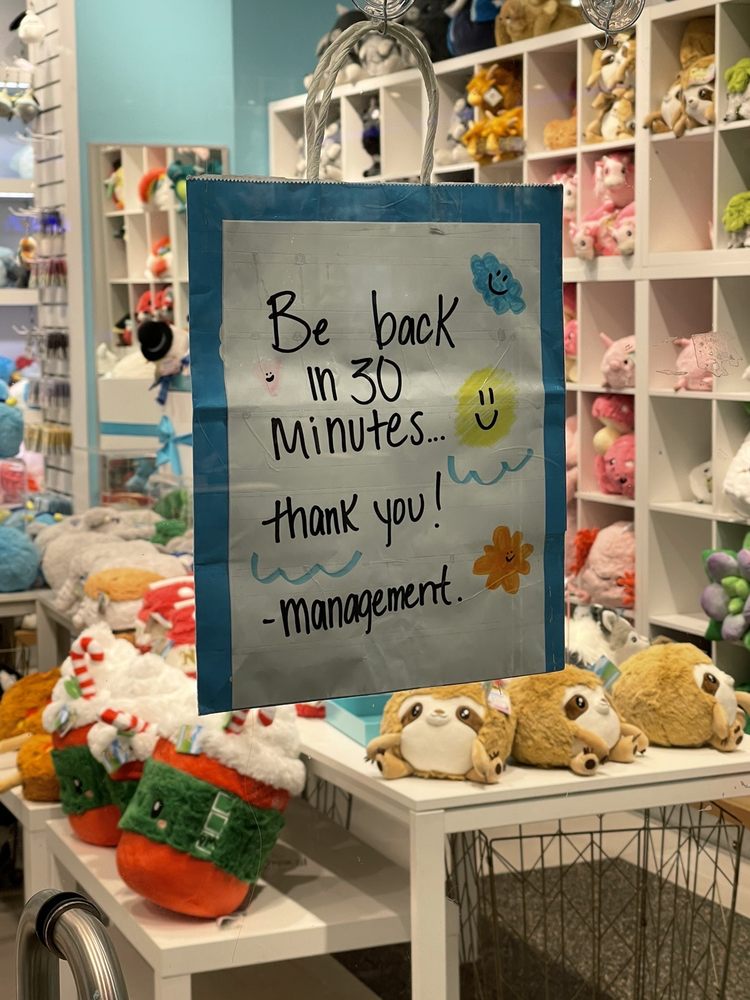 Be back
in 30
Minutes...
thank you!
-management.